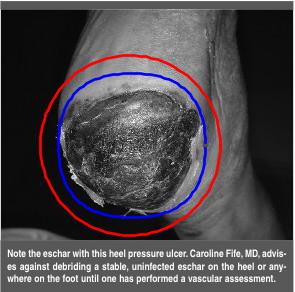 Note the eschar with this heel pressure ulcer. Caroline Fife, MD, advis-
es against debriding a stable, uninfected eschar on the heel or any-
where on the foot until one has performed a vascular assessment.